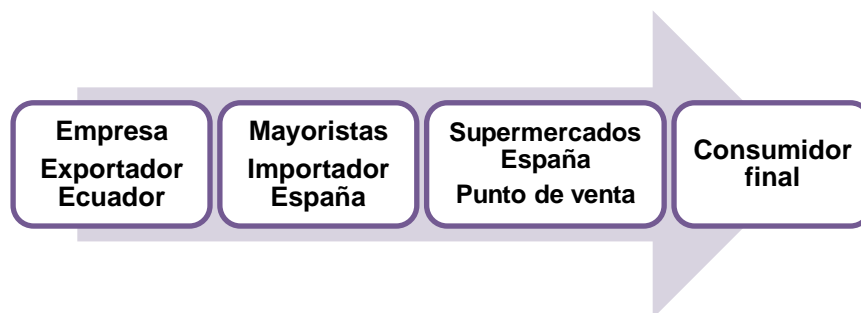 Empresa
Exportador
Ecuador
Mayoristas
Importador
España
Supermercados
España
Punto de venta
Consumidor
final